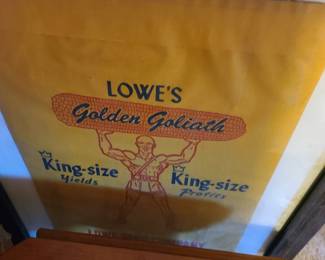 LOWE'S
Golden Goliath
King-size
Yields
King-size
Profits